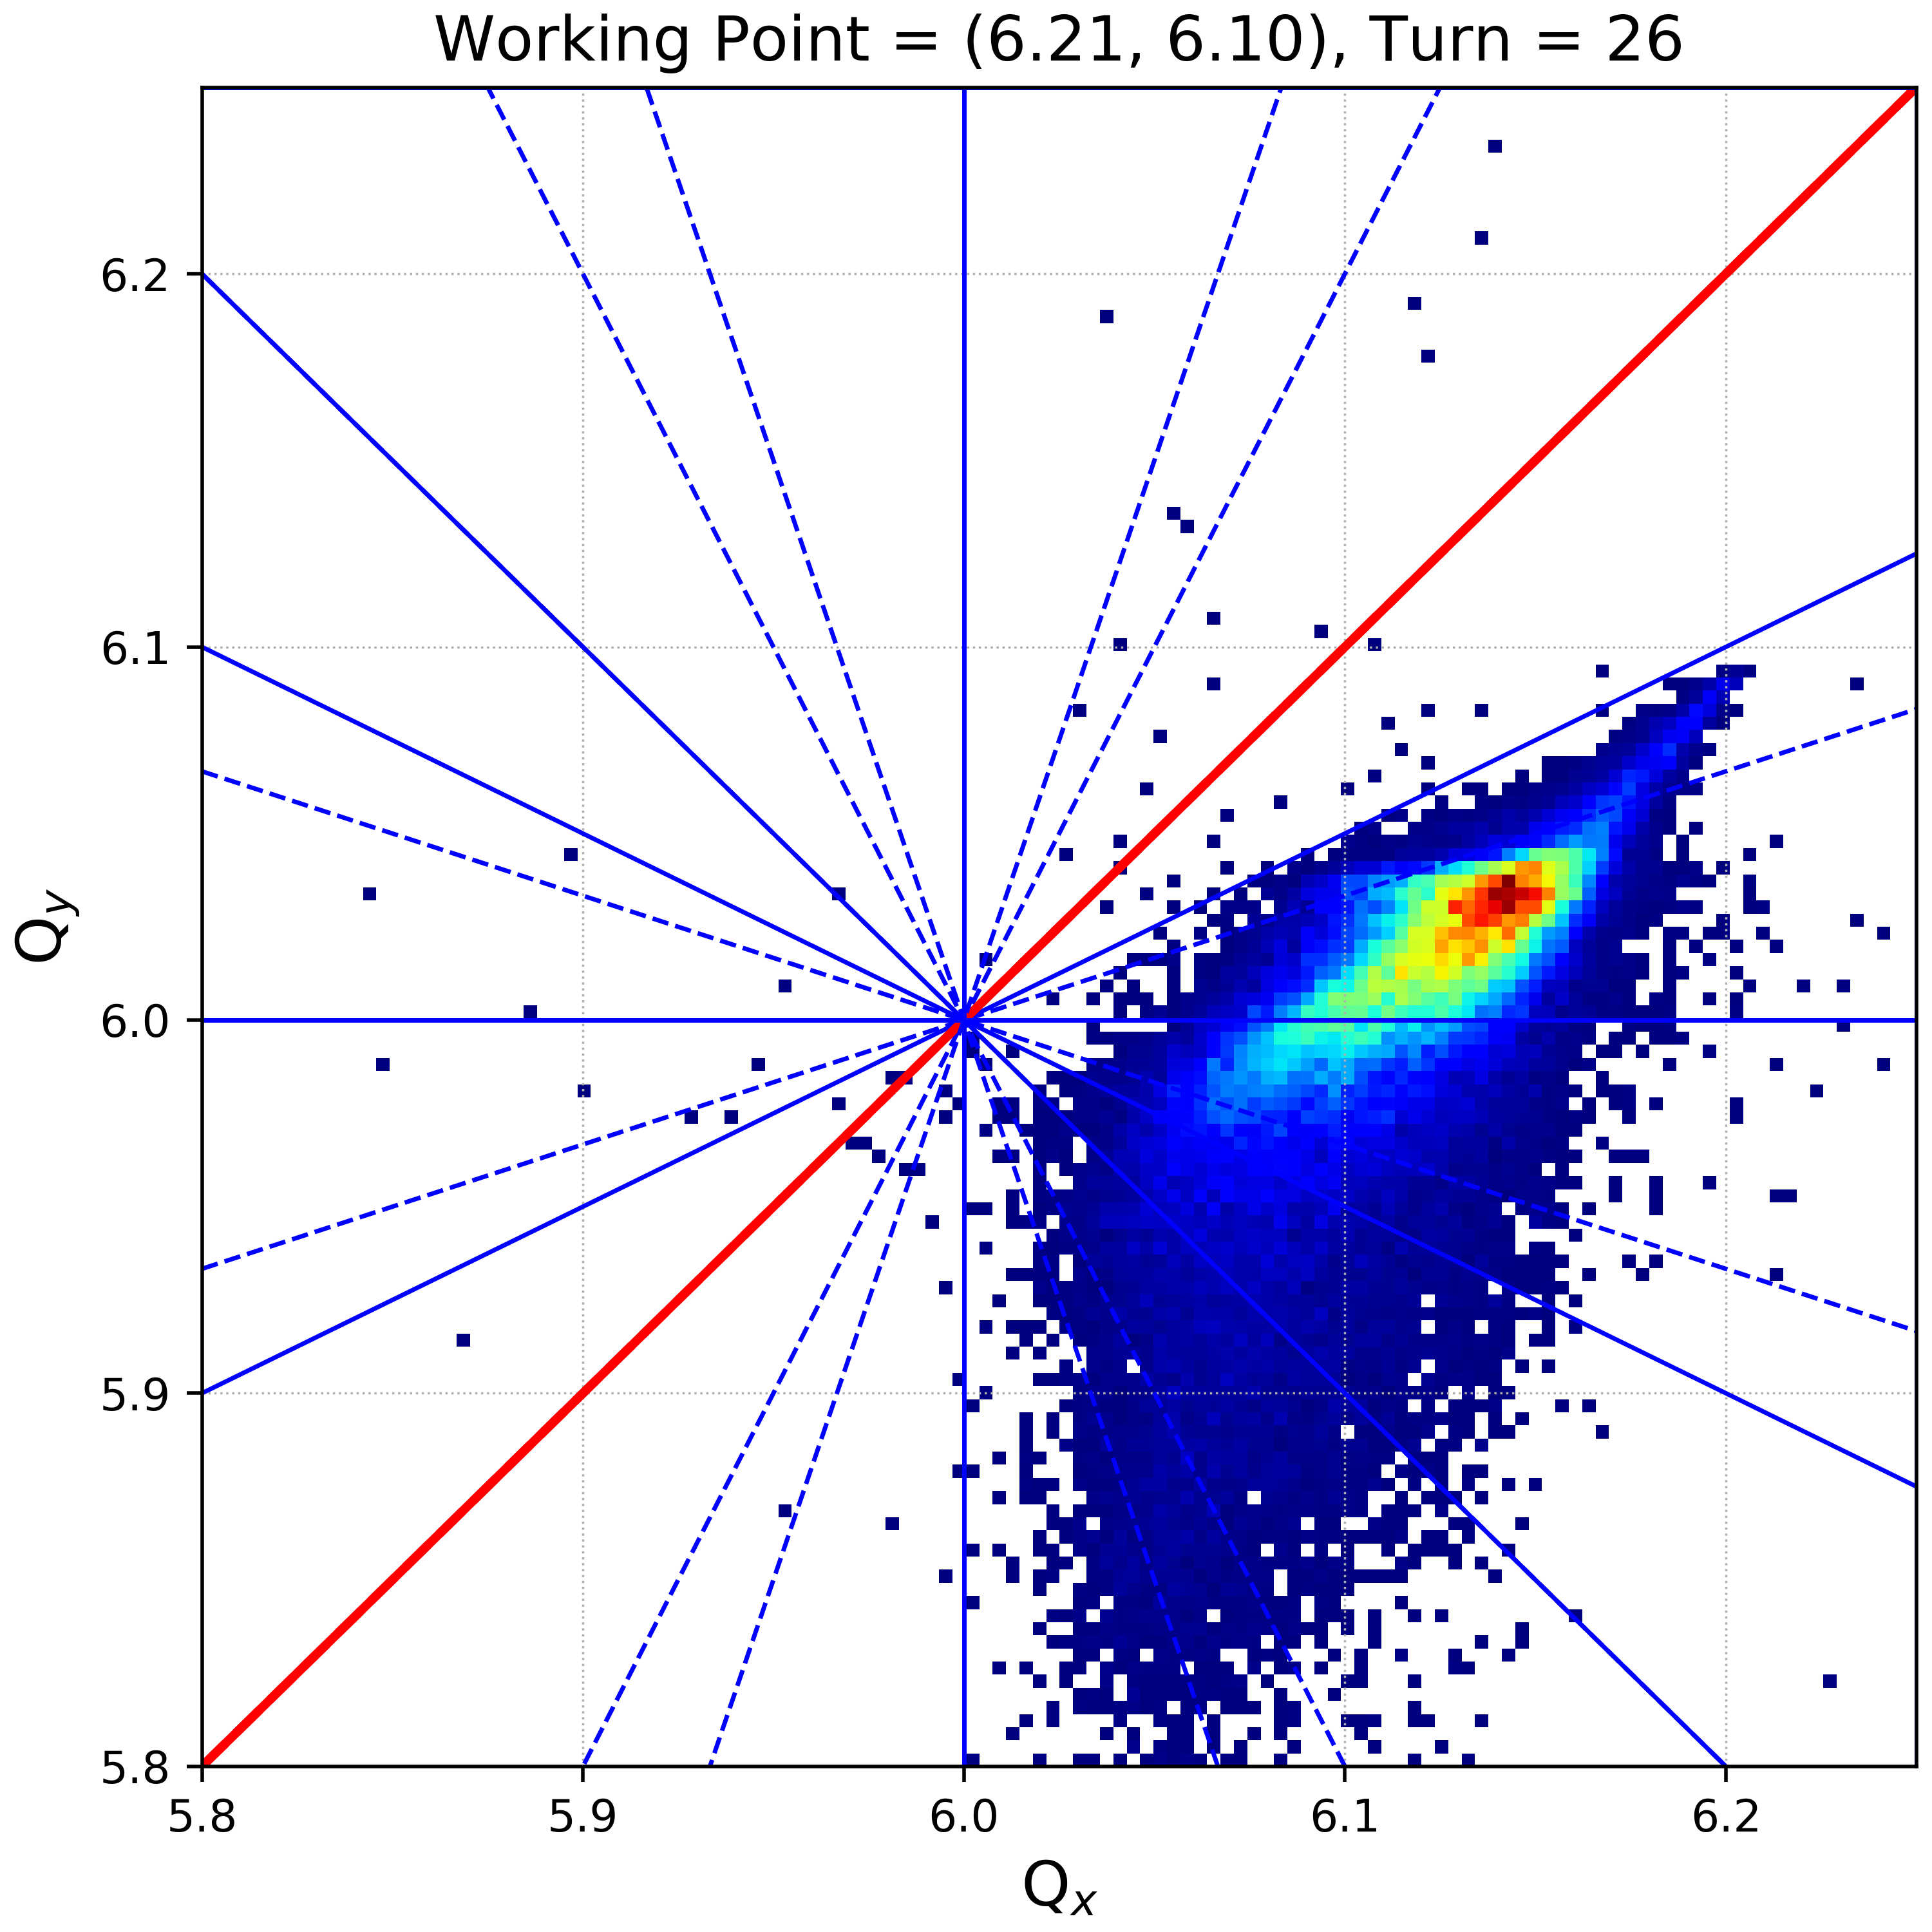 Working Point = (6.21, 6.10), Turn = 26
6.2
6.1
6.0
5.9
5.8
Qy
5.8 5.9 6.0 6.1 6.2
Qx